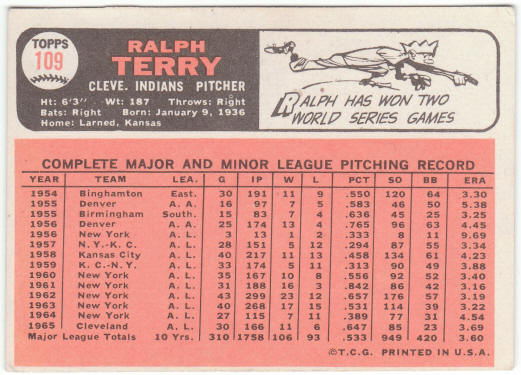 TOPPS
109
RALPH
TERRY
CLEVE. INDIANS PITCHER
Ht: 6'3" Wt: 187 Throws: Right
Bats: Right Born: January 9, 1936
Home: Larned, Kansas
RALPH HAS WON TWO
WORLD SERIES GAMES
COMPLETE MAJOR AND MINOR LEAGUE PITCHING RECORD
YEAR TEAM LEA. G IP W L PCT SO BB ERA
1954 Binghamton East. 30 191 11 9 .550 120 64 3.30
1955 Denver A. A. 16 97 7 5 .583 46 50 5.38
1955 Birmingham South. 15 83 7 4 .636 45 25 3.25
1956 Denver A. A. 25 174 13 4 .765 96 63 4.45
1956 New York A. L. 3 13 1 2 .333 8 11 9.69
1957 N.Y.-K. C. A. L. 28 151 5 12 .294 87 55 3.34
1958 Kansas City A. L. 40 217 11 13 .458 134 61 4.23
1959 K. C.-N.Y. A. L. 33 174 5 11 .313 90 49 3.88
1960 New York A. L. 35 167 10 8 .556 92 52 3.40
1961 New York A. L. 31 188 16 3 .842 86 42 3.16
1962 New York A. L. 43 299 23 12 .657 176 57 3.19
1963 New York A. L. 40 268 17 15 .531 114 39 3.22
1964 New York A. L. 27 115 7 11 .389 77 31 4.54
1965 Cleveland A. L. 30 166 11 6 .647 85 23 3.69
Major League Totals 10 Yrs. 310 1758 106 93 .533 949 420 3.60
©T.C.G. PRINTED IN U.S.A.